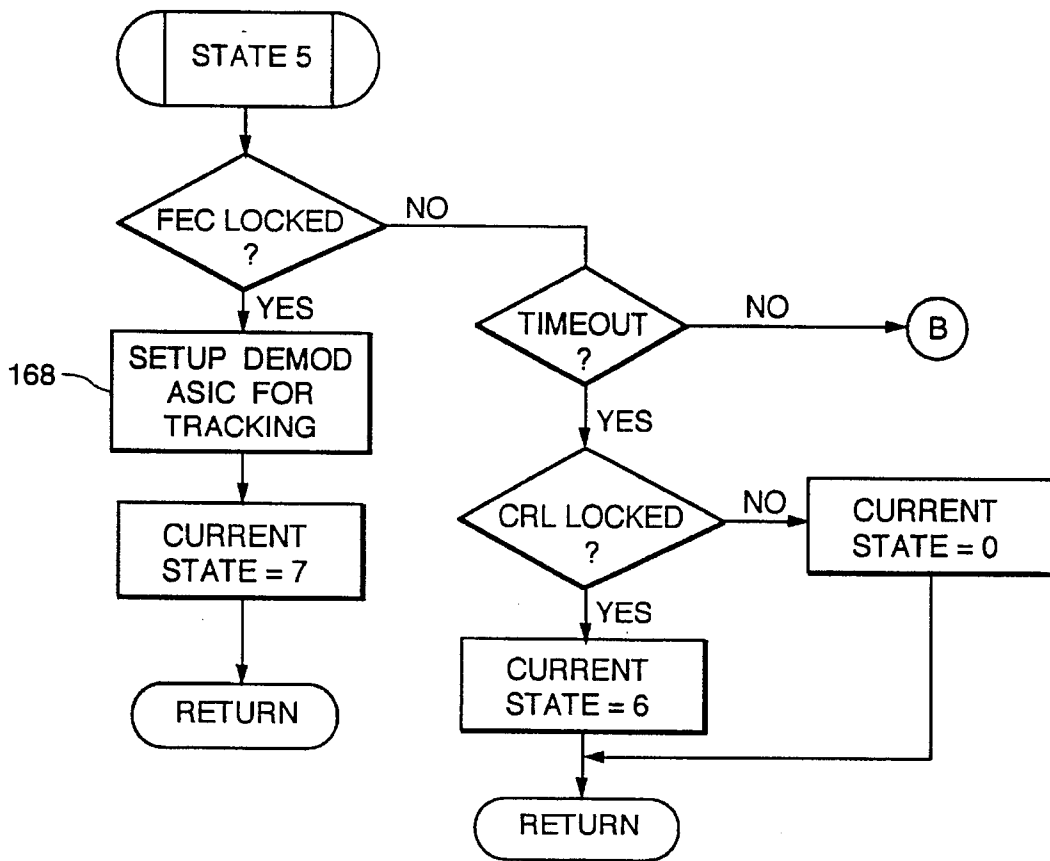 STATE 5
FEC LOCKED
?
NO
YES
168
SETUP DEMOD
ASIC FOR
TRACKING
CURRENT
STATE = 7
RETURN
TIMEOUT
?
NO
B
YES
CRL LOCKED
?
NO
CURRENT
STATE = 0
YES
CURRENT
STATE = 6
RETURN